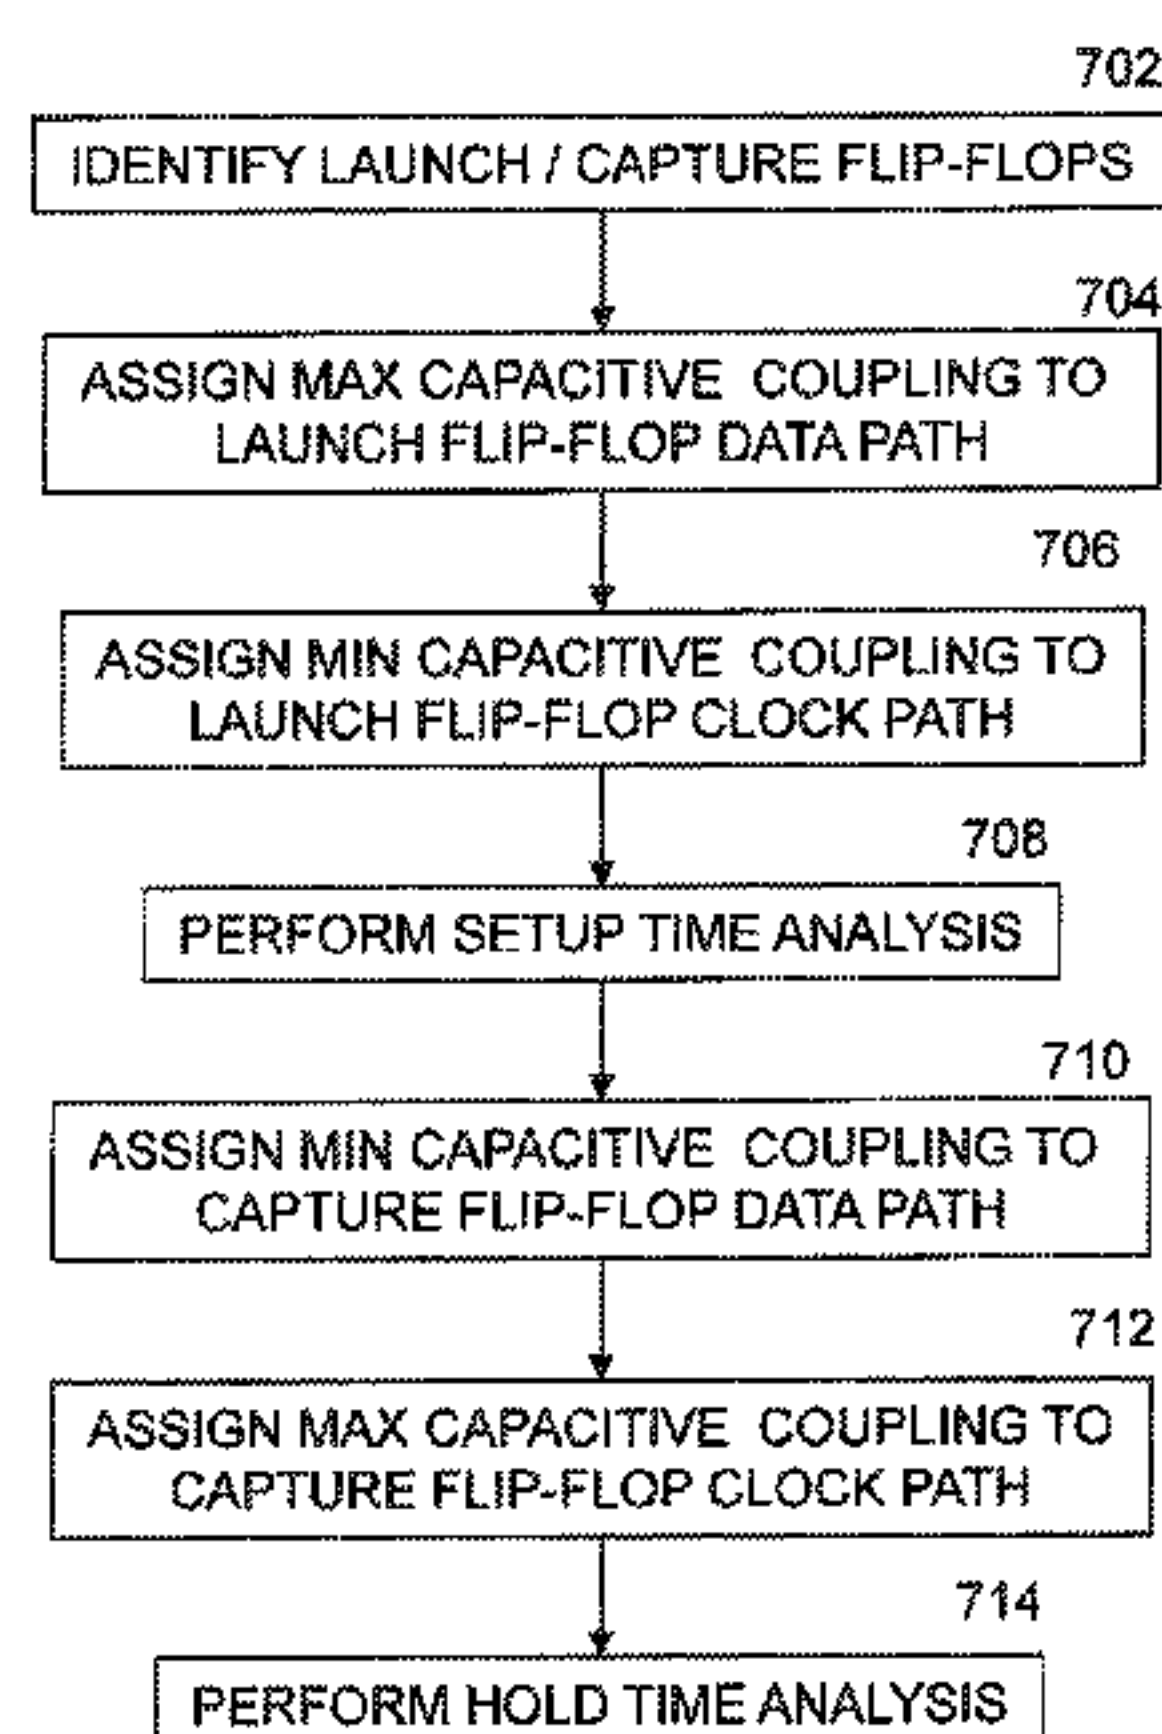 702
IDENTIFY LAUNCH / CAPTURE FLIP-FLOPS
704
ASSIGN MAX CAPACITIVE COUPLING TO
LAUNCH FLIP-FLOP DATA PATH
706
ASSIGN MIN CAPACITIVE COUPLING TO
LAUNCH FLIP-FLOP CLOCK PATH
708
PERFORM SETUP TIME ANALYSIS
710
ASSIGN MIN CAPACITIVE COUPLING TO
CAPTURE FLIP-FLOP DATA PATH
712
ASSIGN MAX CAPACITIVE COUPLING TO
CAPTURE FLIP-FLOP CLOCK PATH
714
PERFORM HOLD TIME ANALYSIS